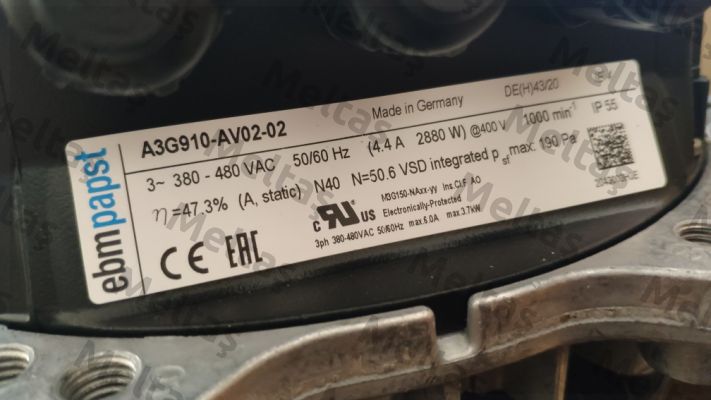 ebmpapst
A3G910-AV02-02 Made in Germany DE(H)43/20
3~ 380 - 480 VAC 50/60 Hz (4.4 A 2880 W) @400 V 1000 min⁻¹ IP 55
η=47.3% (A, static) N40 N=50.6 VSD integrated p sf max: 190 Pa
M3G150-NAxx-yy Ins.Cl.F AO
Electronically-Protected
3ph 380-480VAC 50/60Hz max.6.0A max.3.7kW
C US
CE EAC
Meltaş